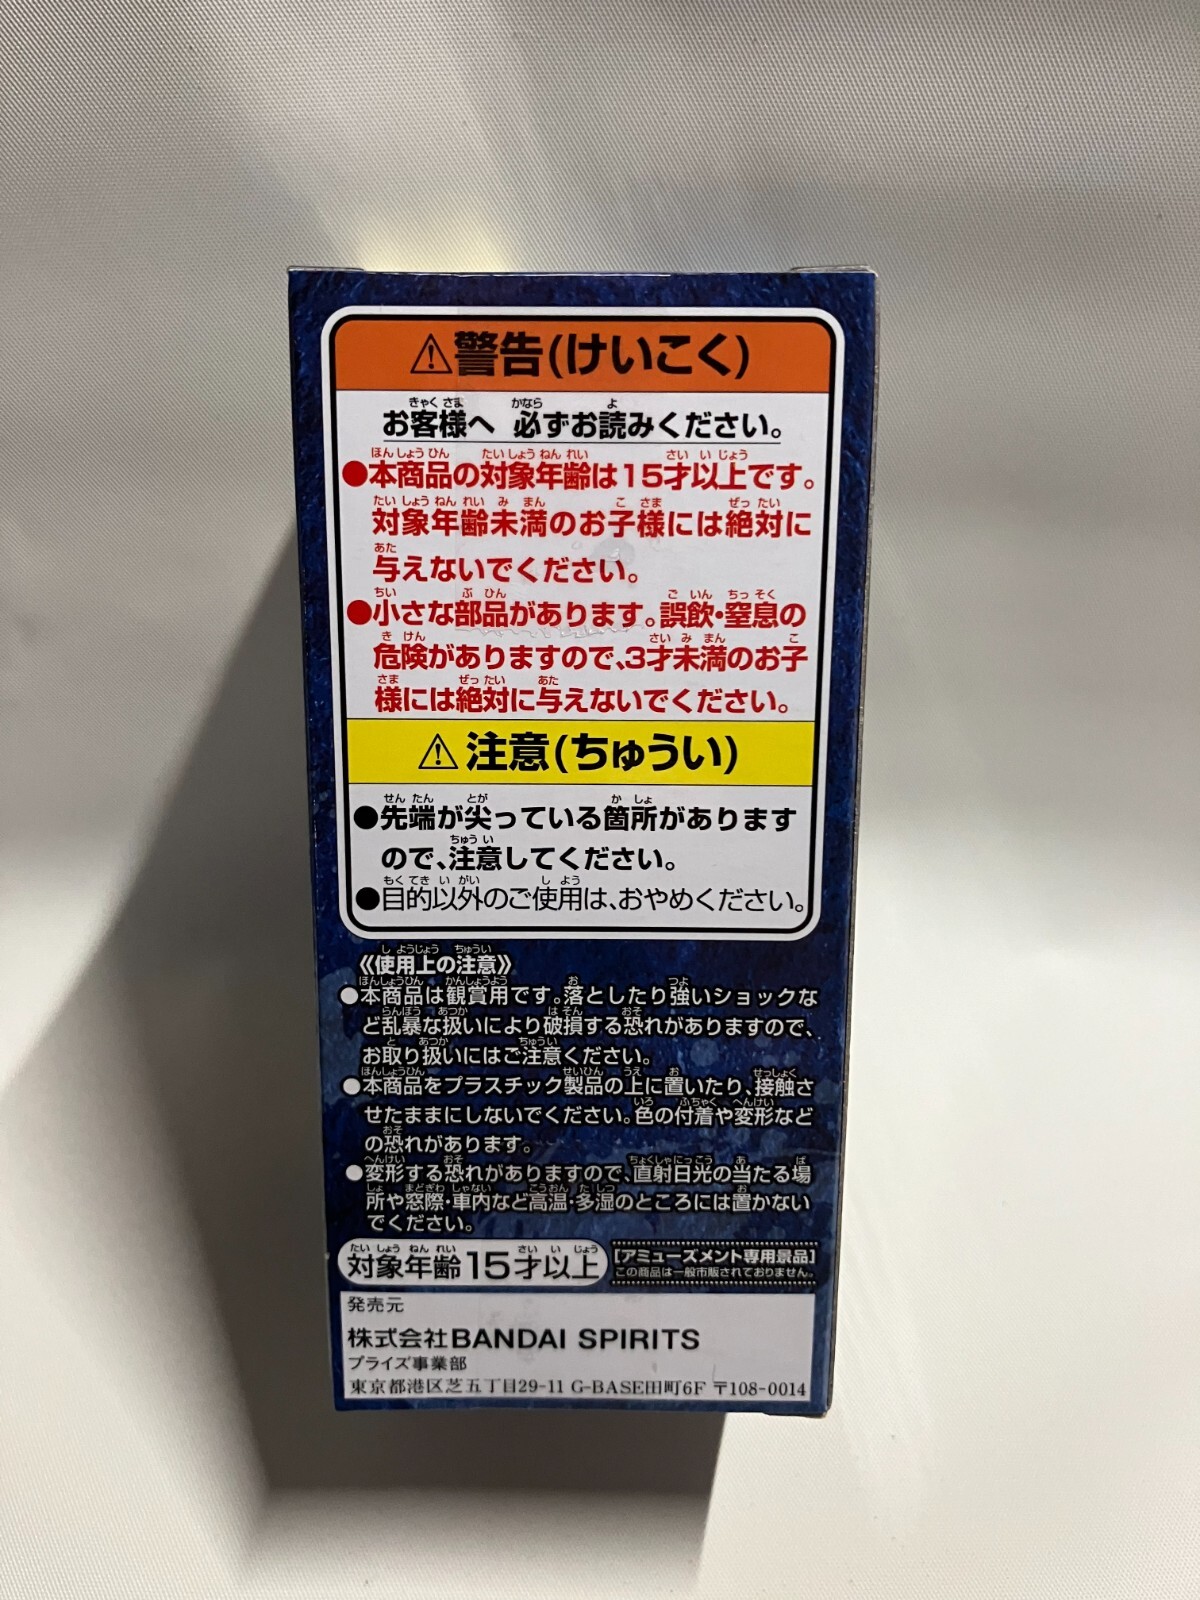 ⚠警告(けいこく)
お客様へ 必ずお読みください。
●本商品の対象年齢は15才以上です。
対象年齢未満のお子様には絶対に
与えないでください。
●小さな部品があります。誤飲・窒息の
危険がありますので、3才未満のお子
様には絶対に与えないでください。
⚠注意(ちゅうい)
●先端が尖っている箇所があります
ので、注意してください。
●目的以外のご使用は、おやめください。
《使用上の注意》
●本商品は観賞用です。落としたり強いショックな
ど乱暴な扱いにより破損する恐れがありますので、
お取り扱いにはご注意ください。
●本商品をプラスチック製品の上に置いたり、接触さ
せたままにしないでください。色の付着や変形など
の恐れがあります。
●変形する恐れがありますので、直射日光の当たる場
所や窓際・車内など高温・多湿のところには置かない
でください。
対象年齢15才以上
[アミューズメント専用景品]
この商品は一般市販されておりません。
発売元
株式会社BANDAI SPIRITS
プライズ事業部
東京都港区芝五丁目29-11 G-BASE田町6F 〒108-0014